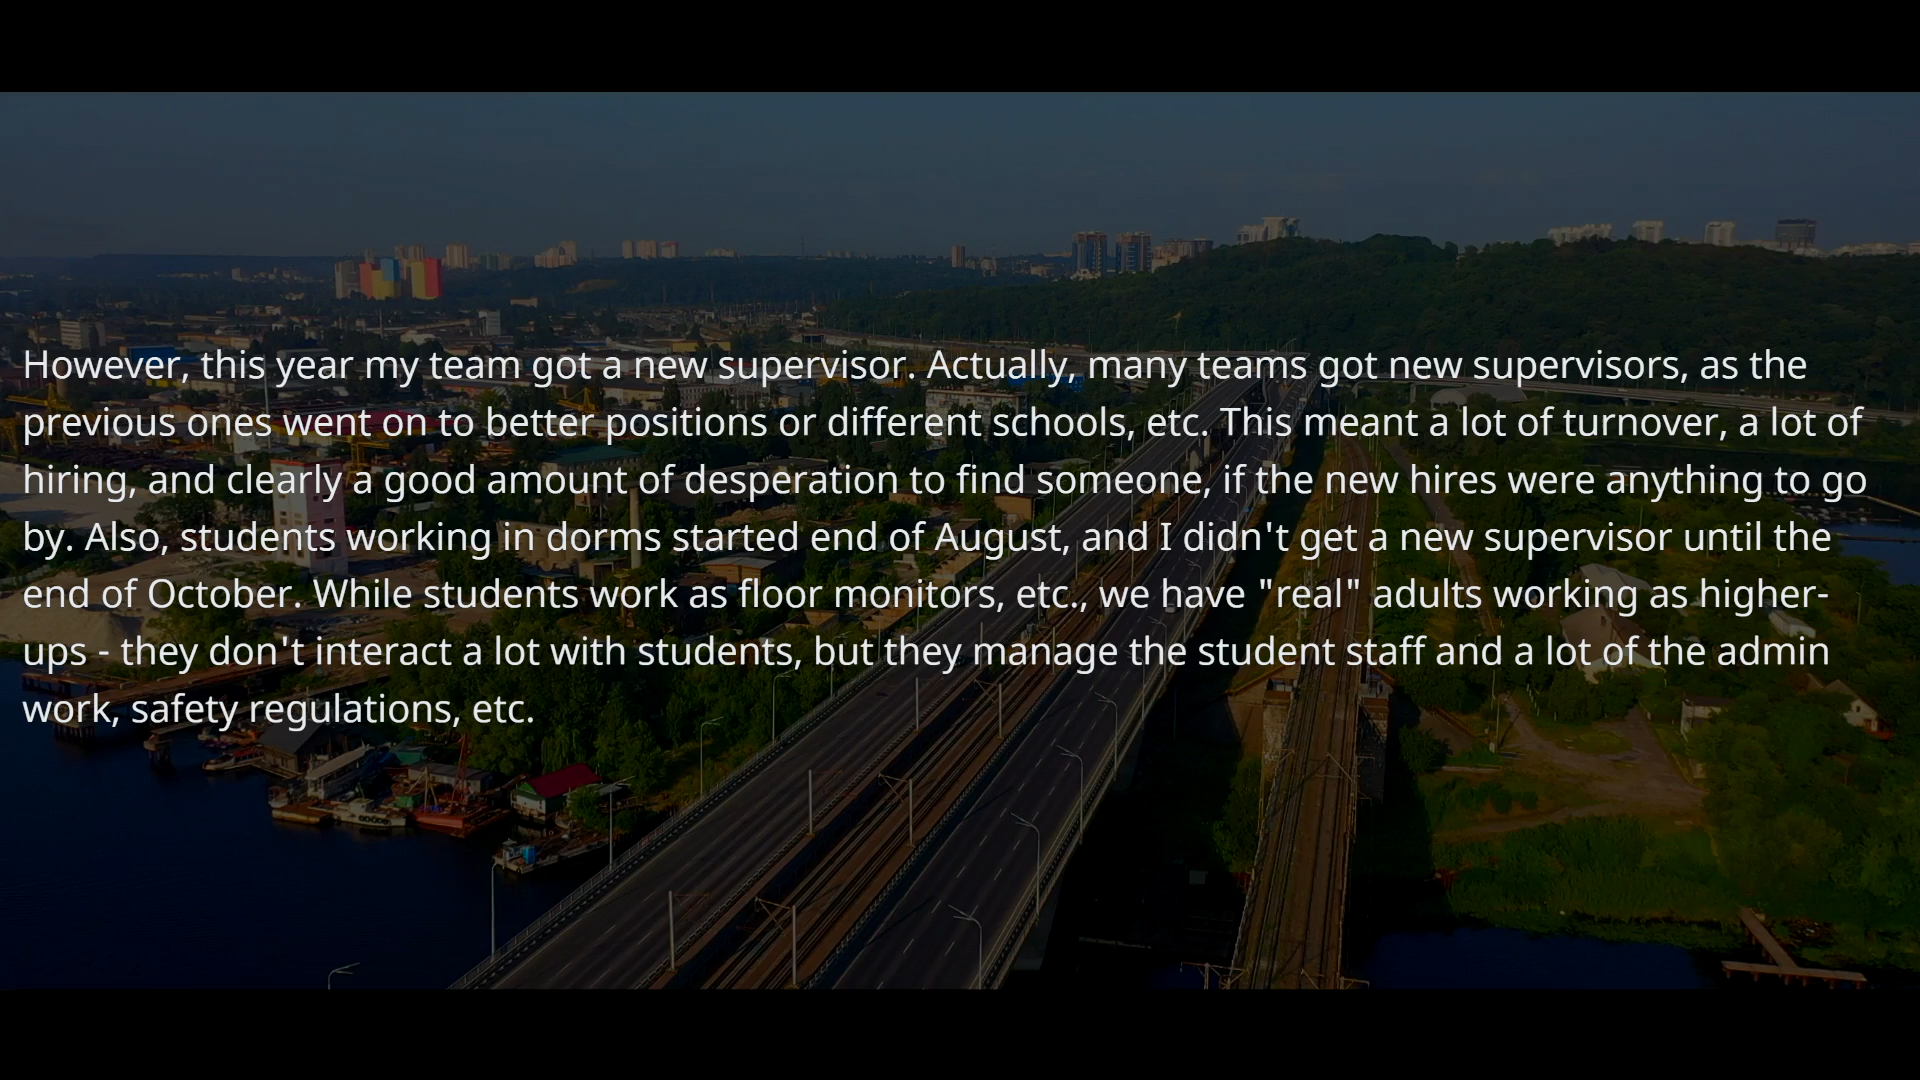 However, this year my team got a new supervisor. Actually, many teams got new supervisors, as the
previous ones went on to better positions or different schools, etc. This meant a lot of turnover, a lot of
hiring, and clearly a good amount of desperation to find someone, if the new hires were anything to go
by. Also, students working in dorms started end of August, and I didn't get a new supervisor until the
end of October. While students work as floor monitors, etc., we have "real" adults working as higher-
ups - they don't interact a lot with students, but they manage the student staff and a lot of the admin
work, safety regulations, etc.